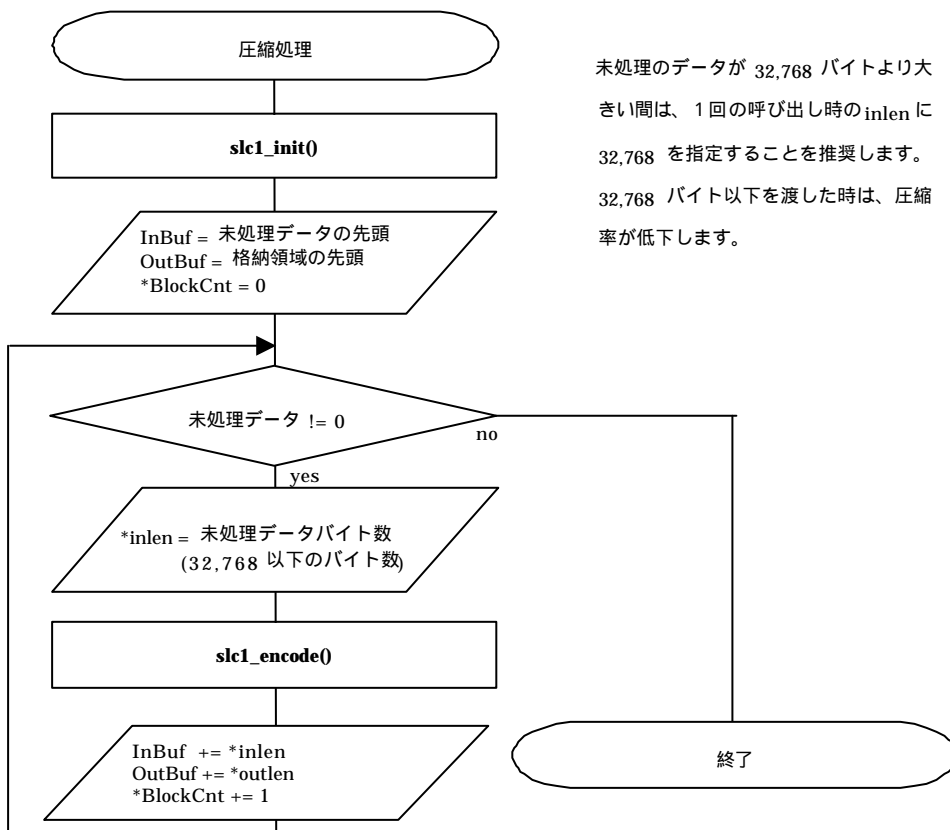 圧縮処理
未処理のデータが 32,768 バイトより大
きい間は、1回の呼び出し時の inlen に
32,768 を指定することを推奨します。
32,768 バイト以下を渡した時は、圧縮
率が低下します。
slc1_init()
InBuf = 未処理データの先頭
OutBuf = 格納領域の先頭
*BlockCnt = 0
未処理データ != 0
no
yes
*inlen = 未処理データバイト数
(32,768 以下のバイト数)
slc1_encode()
InBuf += *inlen
OutBuf += *outlen
*BlockCnt += 1
終了